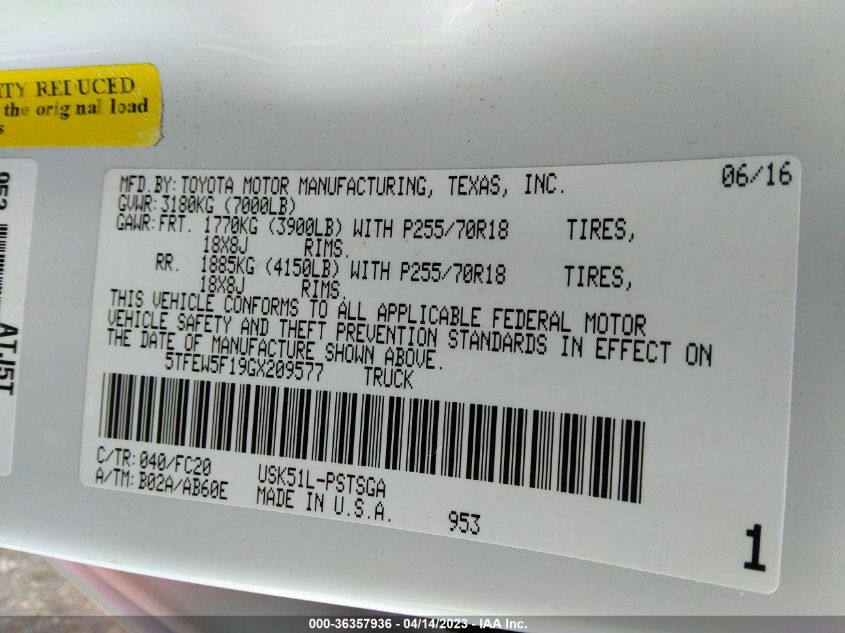 ITY REDUCED
the original load
s
MFD.BY:TOYOTA MOTOR MANUFACTURING, TEXAS, INC. 06/16
GVWR:3180KG (7000LB)
GAWR:FRT. 1770KG (3900LB) WITH P255/70R18 TIRES,
18X8J RIMS.
RR. 1885KG (4150LB) WITH P255/70R18 TIRES,
18X8J RIMS.
THIS VEHICLE CONFORMS TO ALL APPLICABLE FEDERAL MOTOR
VEHICLE SAFETY AND THEFT PREVENTION STANDARDS IN EFFECT ON
THE DATE OF MANUFACTURE SHOWN ABOVE.
5TFEW5F19GX209577 TRUCK
C/TR:040/FC20 USK51L-PSTSGA
A/TM:B02A/AB60E MADE IN U.S.A. 953
1
953
ATJ5T
000-36357936 - 04/14/2023 - IAA Inc.